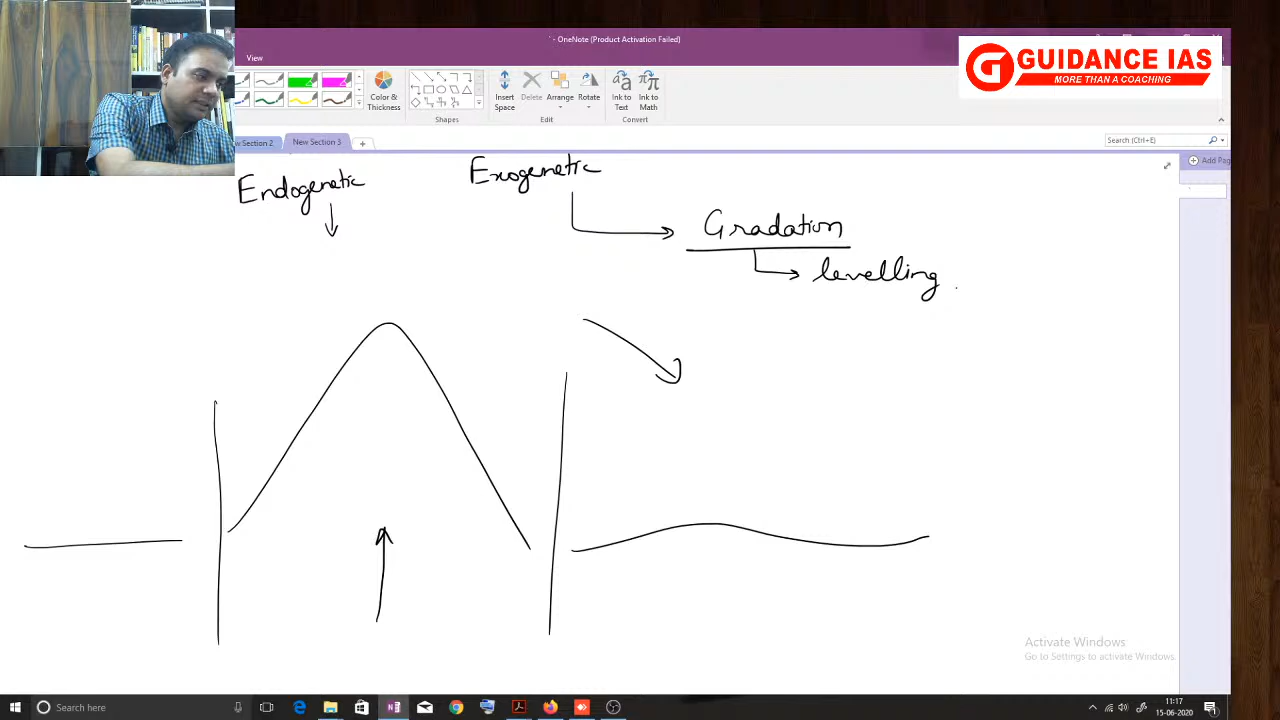 - OneNote (Product Activation Failed)
GUIDANCE IAS
MORE THAN A COACHING
View
Color &
Thickness
Insert
Space
Delete
Arrange
Rotate
Ink to
Text
Ink to
Math
Shapes
Edit
Convert
Section 2
New Section 3
Search (Ctrl+E)
Add
Endogenetic
Exogenetic
Gradation
levelling
Activate Windows
Go to Settings to activate Windows.
Search here
11:17
15-06-2020